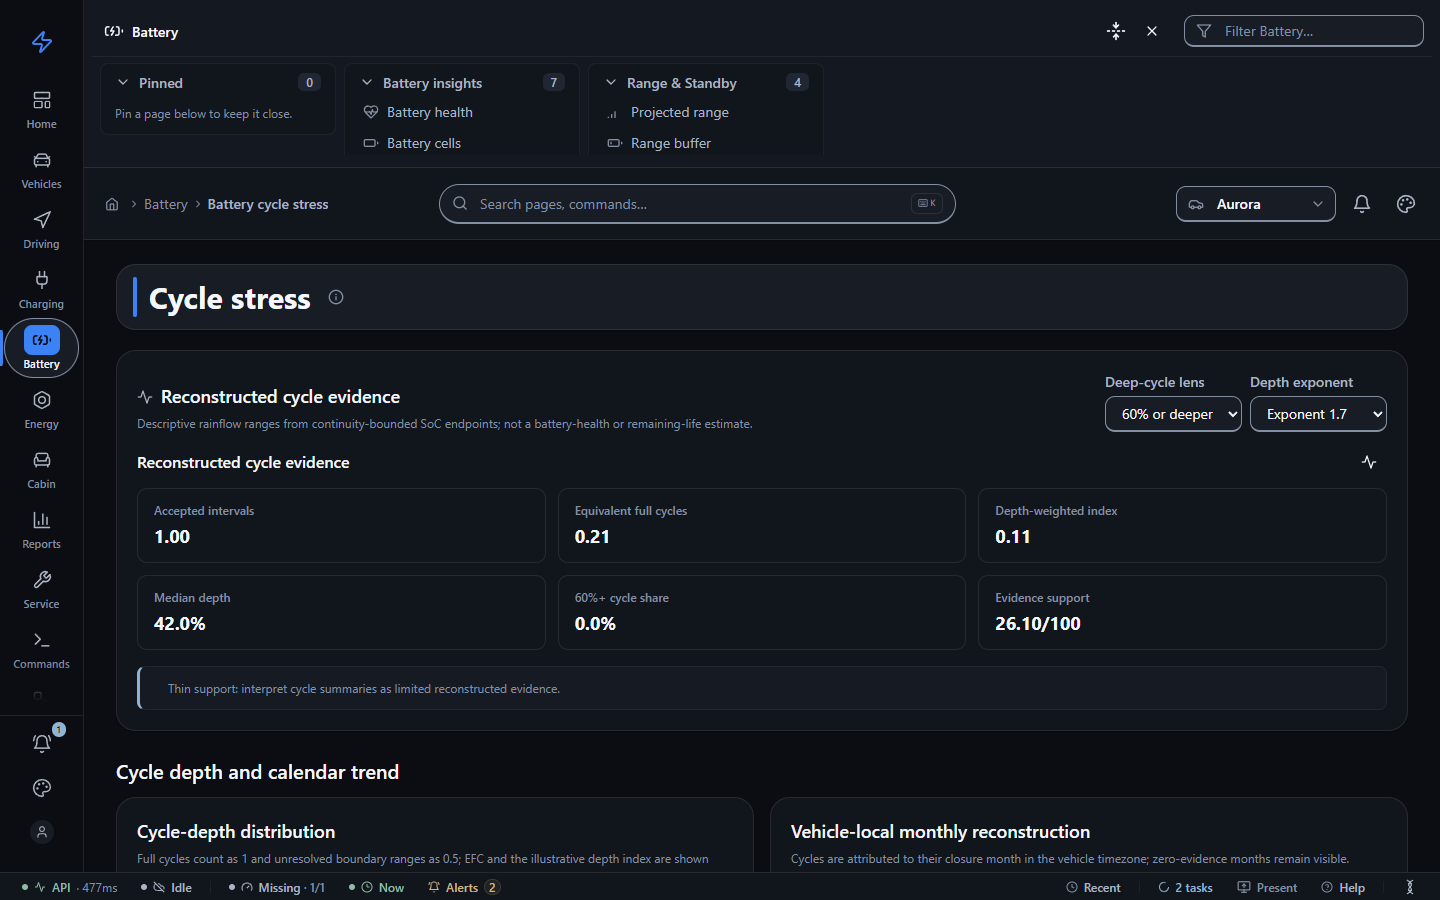 Battery
Filter Battery...
Pinned 0
Pin a page below to keep it close.
Battery insights 7
Battery health
Battery cells
Range & Standby 4
Projected range
Range buffer
Home
Vehicles
Driving
Charging
Battery
Energy
Cabin
Reports
Service
Commands
1
Battery
Battery cycle stress
Search pages, commands...
K
Aurora
Cycle stress
Reconstructed cycle evidence
Descriptive rainflow ranges from continuity-bounded SoC endpoints; not a battery-health or remaining-life estimate.
Deep-cycle lens
60% or deeper
Depth exponent
Exponent 1.7
Reconstructed cycle evidence
Accepted intervals
1.00
Equivalent full cycles
0.21
Depth-weighted index
0.11
Median depth
42.0%
60%+ cycle share
0.0%
Evidence support
26.10/100
Thin support: interpret cycle summaries as limited reconstructed evidence.
Cycle depth and calendar trend
Cycle-depth distribution
Full cycles count as 1 and unresolved boundary ranges as 0.5; EFC and the illustrative depth index are shown
Vehicle-local monthly reconstruction
Cycles are attributed to their closure month in the vehicle timezone; zero-evidence months remain visible.
API · 477ms
Idle
Missing · 1/1
Now
Alerts 2
Recent
2 tasks
Present
Help